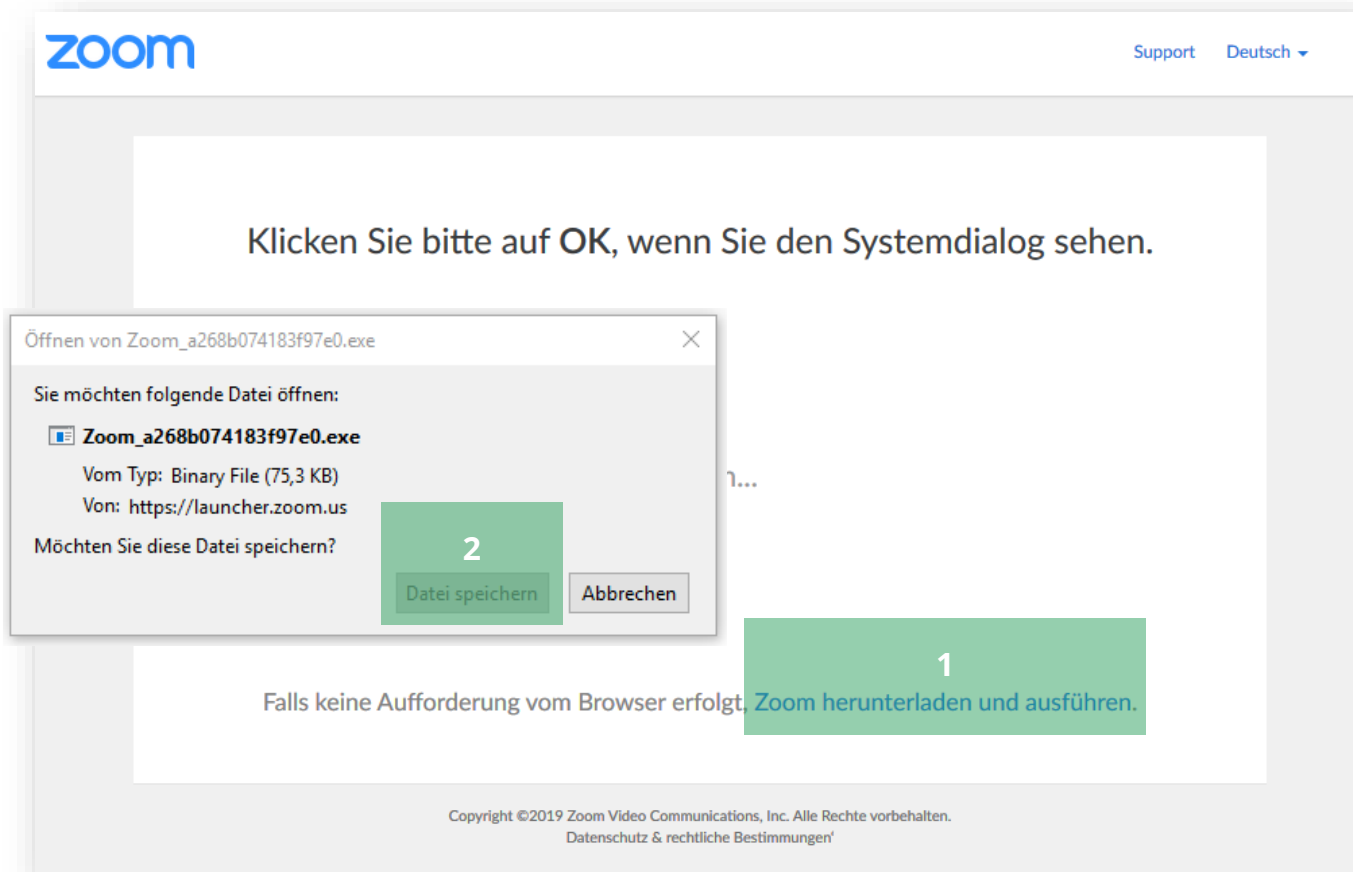 zoom
Support Deutsch
Klicken Sie bitte auf OK, wenn Sie den Systemdialog sehen.
Öffnen von Zoom_a268b074183f97e0.exe
Sie möchten folgende Datei öffnen:
Zoom_a268b074183f97e0.exe
Vom Typ: Binary File (75,3 KB)
Von: https://launcher.zoom.us
Möchten Sie diese Datei speichern?
2
Datei speichern Abbrechen
1
Falls keine Aufforderung vom Browser erfolgt, Zoom herunterladen und ausführen.
Copyright ©2019 Zoom Video Communications, Inc. Alle Rechte vorbehalten.
Datenschutz & rechtliche Bestimmungen'